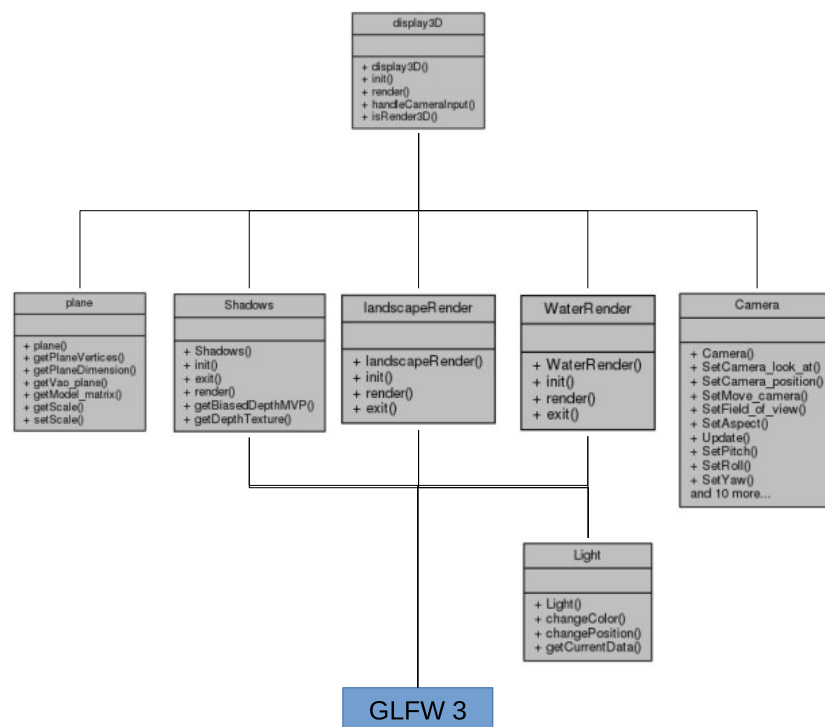 display3D
+ display3D()
+ init()
+ render()
+ handleCameraInput()
+ isRender3D()
plane
+ plane()
+ getPlaneVertices()
+ getPlaneDimension()
+ getVao_plane()
+ getModel_matrix()
+ getScale()
+ setScale()
Shadows
+ Shadows()
+ init()
+ exit()
+ render()
+ getBiasedDepthMVP()
+ getDepthTexture()
landscapeRender
+ landscapeRender()
+ init()
+ render()
+ exit()
WaterRender
+ WaterRender()
+ init()
+ render()
+ exit()
Camera
+ Camera()
+ SetCamera_look_at()
+ SetCamera_position()
+ SetMove_camera()
+ SetField_of_view()
+ SetAspect()
+ Update()
+ SetPitch()
+ SetRoll()
+ SetYaw()
and 10 more...
Light
+ Light()
+ changeColor()
+ changePosition()
+ getCurrentData()
GLFW 3